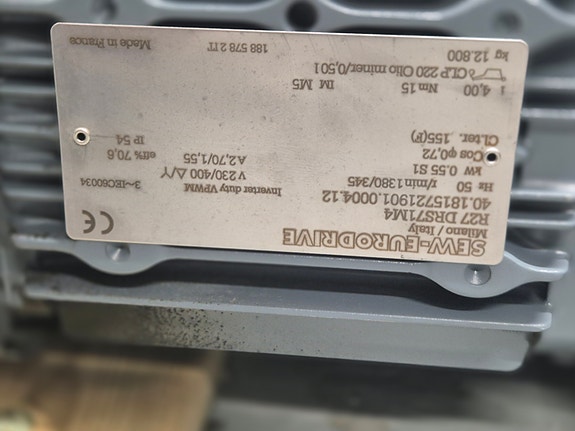 SEW-EURODRIVE
Milano / Italy
R27 DRS71M4
40.1815721901.0004.12
Hz 50 r/min 1380/345
kW 0.55 S1 V 230/400 △/Y
Cos φ 0,72 A 2,70/1,55
Cl.ter. 155(F) eff% 70,6
IP 54
Inverter duty VPWM
3~IEC60034
CE
i 4,00 Nm 15 IM M5
CLP 220 Olio miner./0,50 l
kg 12.800 188 578 2 IT Made in France